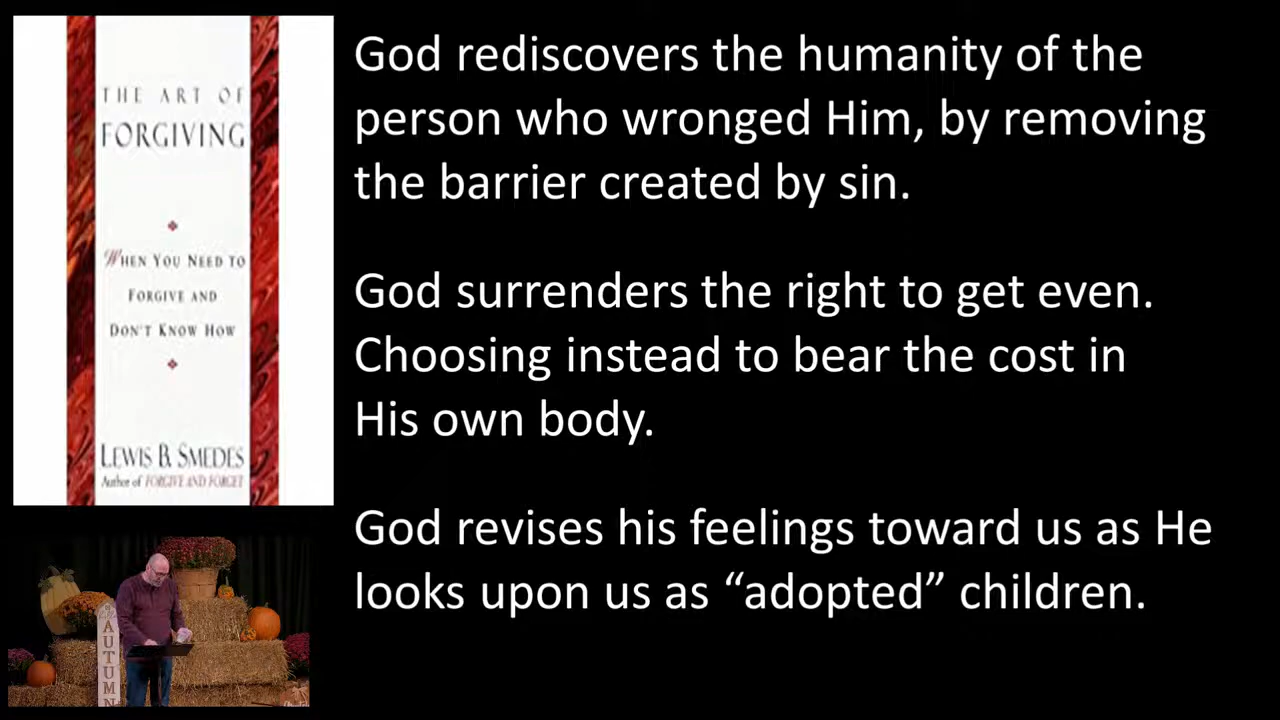 THE ART OF
FORGIVING
WHEN YOU NEED TO
FORGIVE AND
DON'T KNOW HOW
LEWIS B. SMEDES
Author of FORGIVE AND FORGET
God rediscovers the humanity of the
person who wronged Him, by removing
the barrier created by sin.
God surrenders the right to get even.
Choosing instead to bear the cost in
His own body.
God revises his feelings toward us as He
looks upon us as “adopted” children.
AUTUMN